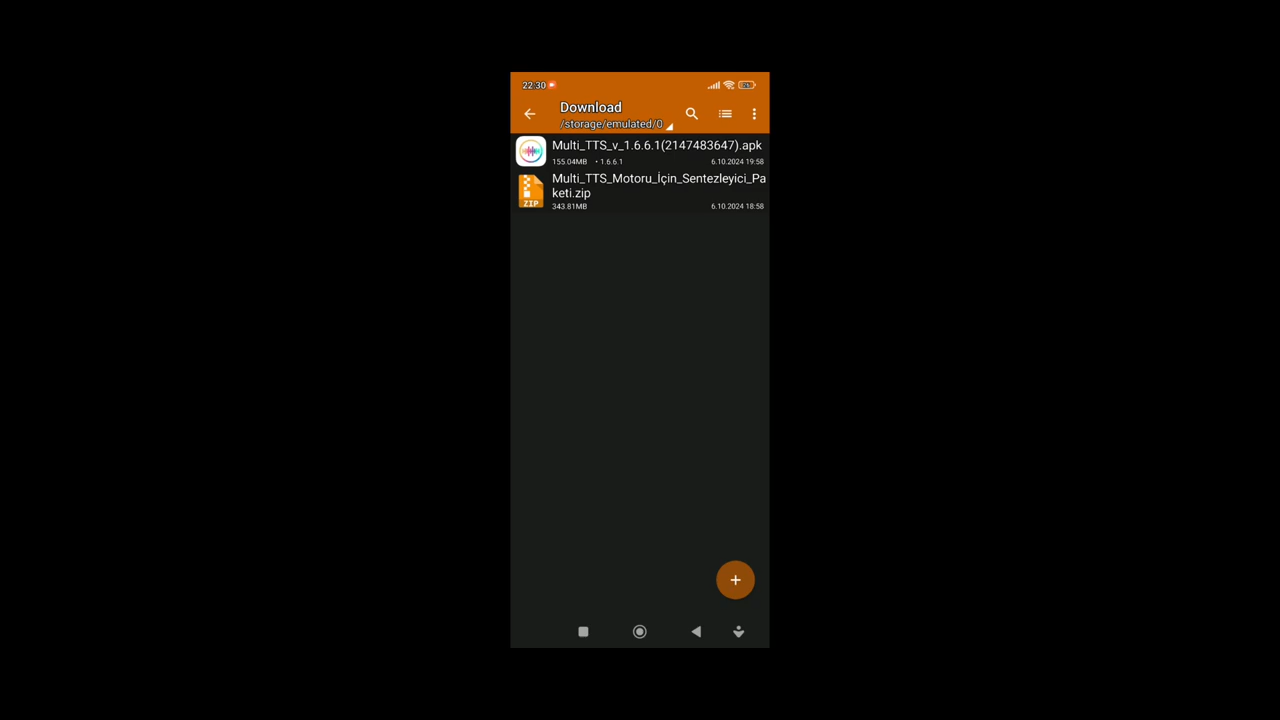 22:30
Download
/storage/emulated/0
Multi_TTS_v_1.6.6.1(2147483647).apk
155.04MB • 1.6.6.1 6.10.2024 19:58
Multi_TTS_Motoru_İçin_Sentezleyici_Pa
keti.zip
ZIP
343.81MB 6.10.2024 18:58